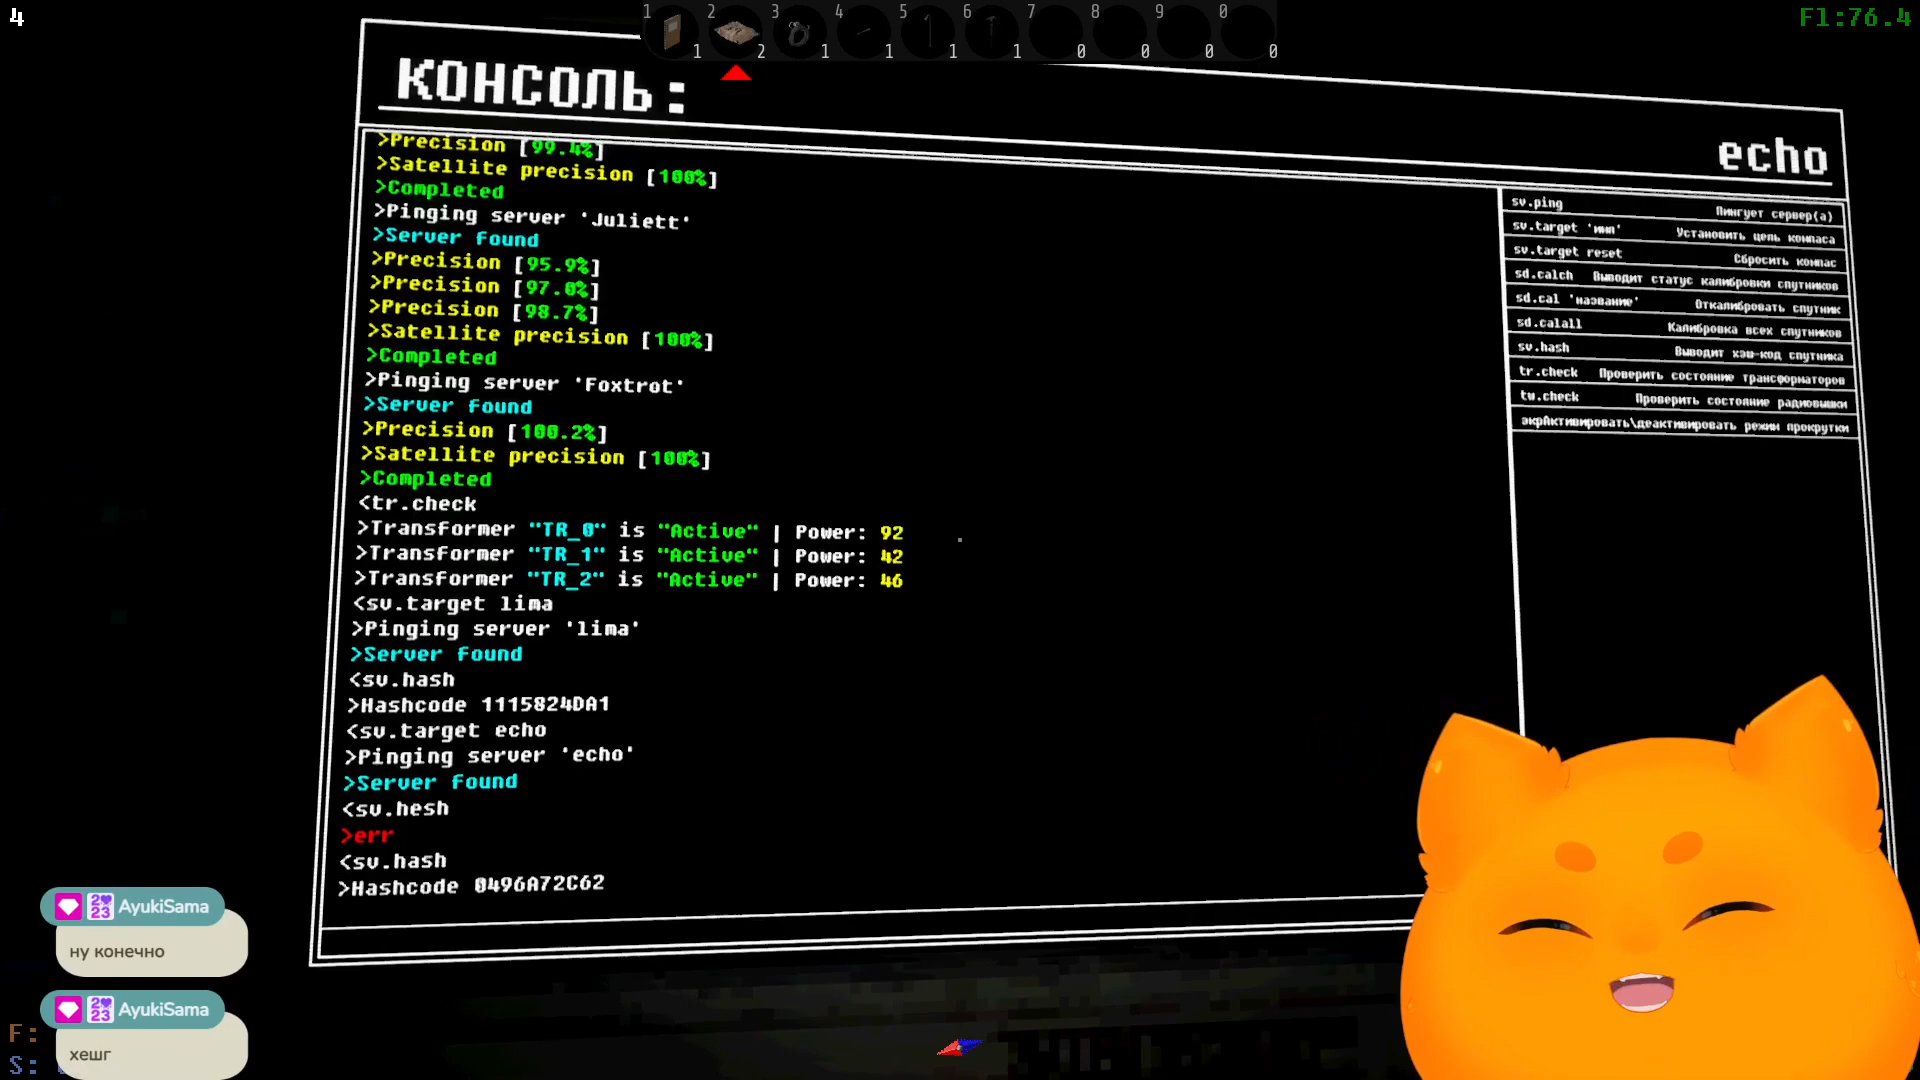 4
1 2 3 4 5 6 7 8 9 0
1 2 1 1 1 1 0 0 0 0
F1:76.4
КОНСОЛЬ:
echo
>Precision [99.4%]
>Satellite precision [100%]
>Completed
>Pinging server 'Juliett'
>Server found
>Precision [95.9%]
>Precision [97.0%]
>Precision [98.7%]
>Satellite precision [100%]
>Completed
>Pinging server 'Foxtrot'
>Server found
>Precision [100.2%]
>Satellite precision [100%]
>Completed
<tr.check
>Transformer "TR_0" is "Active" | Power: 92
>Transformer "TR_1" is "Active" | Power: 42
>Transformer "TR_2" is "Active" | Power: 46
<sv.target lima
>Pinging server 'lima'
>Server found
<sv.hash
>Hashcode 1115824DA1
<sv.target echo
>Pinging server 'echo'
>Server found
<sv.hesh
>err
<sv.hash
>Hashcode 0496A72C62
sv.ping Пингует сервер(а)
sv.target 'имя' Установить цель компаса
sv.target reset Сбросить компас
sd.calch Выводит статус калибровки спутников
sd.cal 'название' Откалибровать спутник
sd.calall Калибровка всех спутников
sv.hash Выводит хэш-код спутника
tr.check Проверить состояние трансформаторов
tw.check Проверить состояние радиовышки
экрАктивировать\деактивировать режим прокрутки
AyukiSama
ну конечно
AyukiSama
хешг
F:
S: